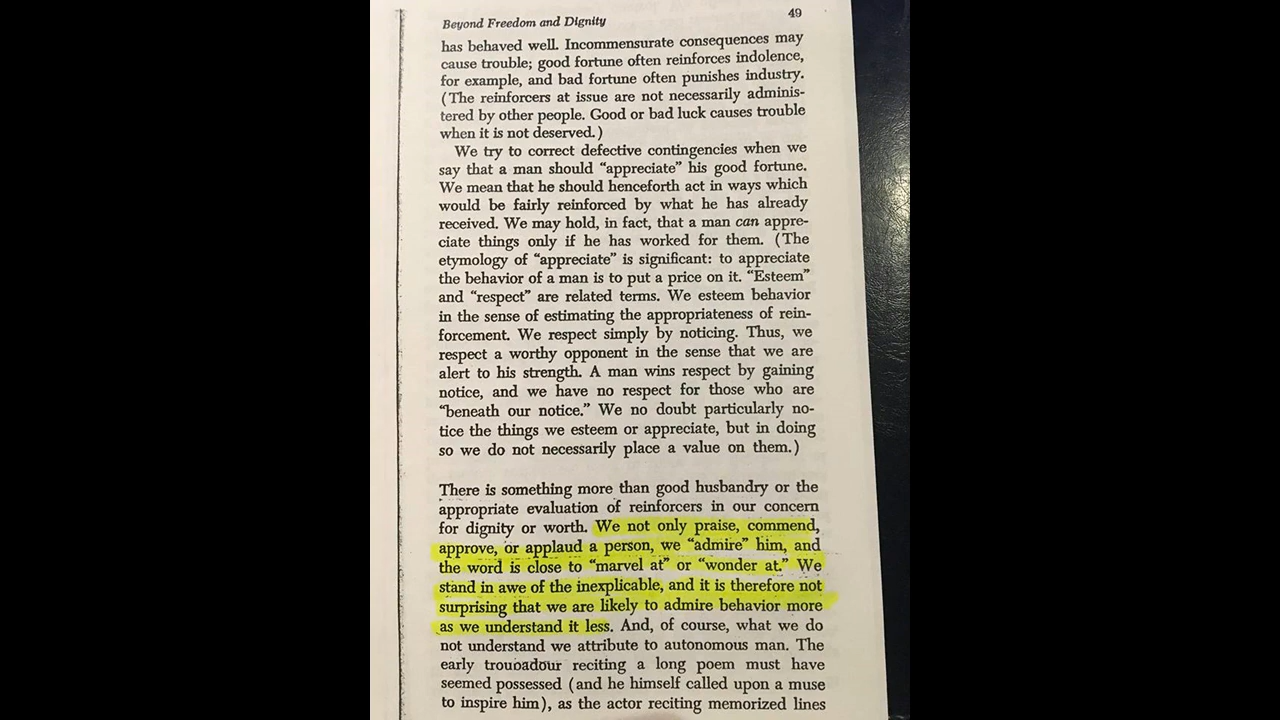 Beyond Freedom and Dignity 49
has behaved well. Incommensurate consequences may
cause trouble; good fortune often reinforces indolence,
for example, and bad fortune often punishes industry.
(The reinforcers at issue are not necessarily adminis-
tered by other people. Good or bad luck causes trouble
when it is not deserved.)
We try to correct defective contingencies when we
say that a man should “appreciate” his good fortune.
We mean that he should henceforth act in ways which
would be fairly reinforced by what he has already
received. We may hold, in fact, that a man can appre-
ciate things only if he has worked for them. (The
etymology of “appreciate” is significant: to appreciate
the behavior of a man is to put a price on it. “Esteem”
and “respect” are related terms. We esteem behavior
in the sense of estimating the appropriateness of rein-
forcement. We respect simply by noticing. Thus, we
respect a worthy opponent in the sense that we are
alert to his strength. A man wins respect by gaining
notice, and we have no respect for those who are
“beneath our notice.” We no doubt particularly no-
tice the things we esteem or appreciate, but in doing
so we do not necessarily place a value on them.)
There is something more than good husbandry or the
appropriate evaluation of reinforcers in our concern
for dignity or worth. We not only praise, commend,
approve, or applaud a person, we “admire” him, and
the word is close to “marvel at” or “wonder at.” We
stand in awe of the inexplicable, and it is therefore not
surprising that we are likely to admire behavior more
as we understand it less. And, of course, what we do
not understand we attribute to autonomous man. The
early troubadour reciting a long poem must have
seemed possessed (and he himself called upon a muse
to inspire him), as the actor reciting memorized lines